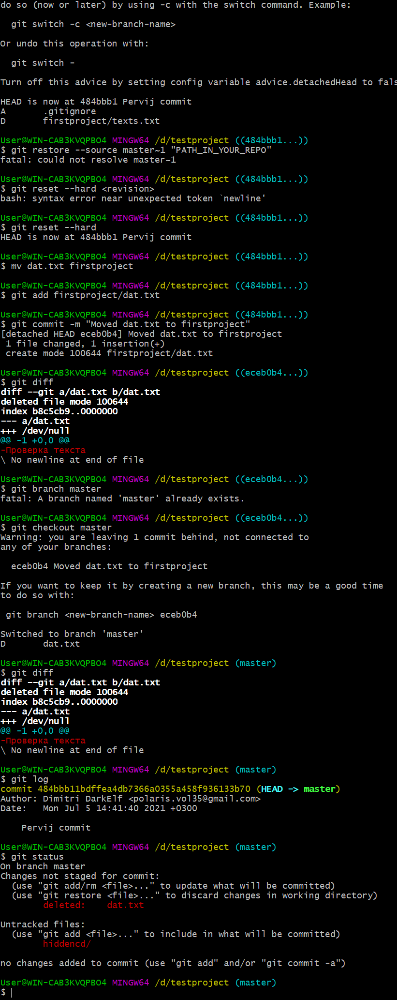 do so (now or later) by using -c with the switch command. Example:
git switch -c <new-branch-name>
Or undo this operation with:
git switch -
Turn off this advice by setting config variable advice.detachedHead to fals
HEAD is now at 484bbb1 Pervij commit
A       .gitignore
D       firstproject/texts.txt
User@WIN-CAB3KVQPBO4 MINGW64 /d/testproject ((484bbb1...))
$ git restore --source master~1 "PATH_IN_YOUR_REPO"
fatal: could not resolve master~1
User@WIN-CAB3KVQPBO4 MINGW64 /d/testproject ((484bbb1...))
$ git reset --hard <revision>
bash: syntax error near unexpected token `newline'
User@WIN-CAB3KVQPBO4 MINGW64 /d/testproject ((484bbb1...))
$ git reset --hard
HEAD is now at 484bbb1 Pervij commit
User@WIN-CAB3KVQPBO4 MINGW64 /d/testproject ((484bbb1...))
$ mv dat.txt firstproject
User@WIN-CAB3KVQPBO4 MINGW64 /d/testproject ((484bbb1...))
$ git add firstproject/dat.txt
User@WIN-CAB3KVQPBO4 MINGW64 /d/testproject ((484bbb1...))
$ git commit -m "Moved dat.txt to firstproject"
[detached HEAD eceb0b4] Moved dat.txt to firstproject
1 file changed, 1 insertion(+)
create mode 100644 firstproject/dat.txt
User@WIN-CAB3KVQPBO4 MINGW64 /d/testproject ((eceb0b4...))
$ git diff
diff --git a/dat.txt b/dat.txt
deleted file mode 100644
index b8c5cb9..0000000
--- a/dat.txt
+++ /dev/null
@@ -1 +0,0 @@
-Проверка текста
\ No newline at end of file
User@WIN-CAB3KVQPBO4 MINGW64 /d/testproject ((eceb0b4...))
$ git branch master
fatal: A branch named 'master' already exists.
User@WIN-CAB3KVQPBO4 MINGW64 /d/testproject ((eceb0b4...))
$ git checkout master
Warning: you are leaving 1 commit behind, not connected to
any of your branches:
eceb0b4 Moved dat.txt to firstproject
If you want to keep it by creating a new branch, this may be a good time
to do so with:
git branch <new-branch-name> eceb0b4
Switched to branch 'master'
D       dat.txt
User@WIN-CAB3KVQPBO4 MINGW64 /d/testproject (master)
$ git diff
diff --git a/dat.txt b/dat.txt
deleted file mode 100644
index b8c5cb9..0000000
--- a/dat.txt
+++ /dev/null
@@ -1 +0,0 @@
-Проверка текста
\ No newline at end of file
User@WIN-CAB3KVQPBO4 MINGW64 /d/testproject (master)
$ git log
commit 484bbb11bdffea4db7366a0355a458f936133b70 (HEAD -> master)
Author: Dimitri DarkElf <polaris.vol35@gmail.com>
Date:   Mon Jul 5 14:41:40 2021 +0300
Pervij commit
User@WIN-CAB3KVQPBO4 MINGW64 /d/testproject (master)
$ git status
On branch master
Changes not staged for commit:
(use "git add/rm <file>..." to update what will be committed)
(use "git restore <file>..." to discard changes in working directory)
deleted:    dat.txt
Untracked files:
(use "git add <file>..." to include in what will be committed)
hiddencd/
no changes added to commit (use "git add" and/or "git commit -a")
User@WIN-CAB3KVQPBO4 MINGW64 /d/testproject (master)
$